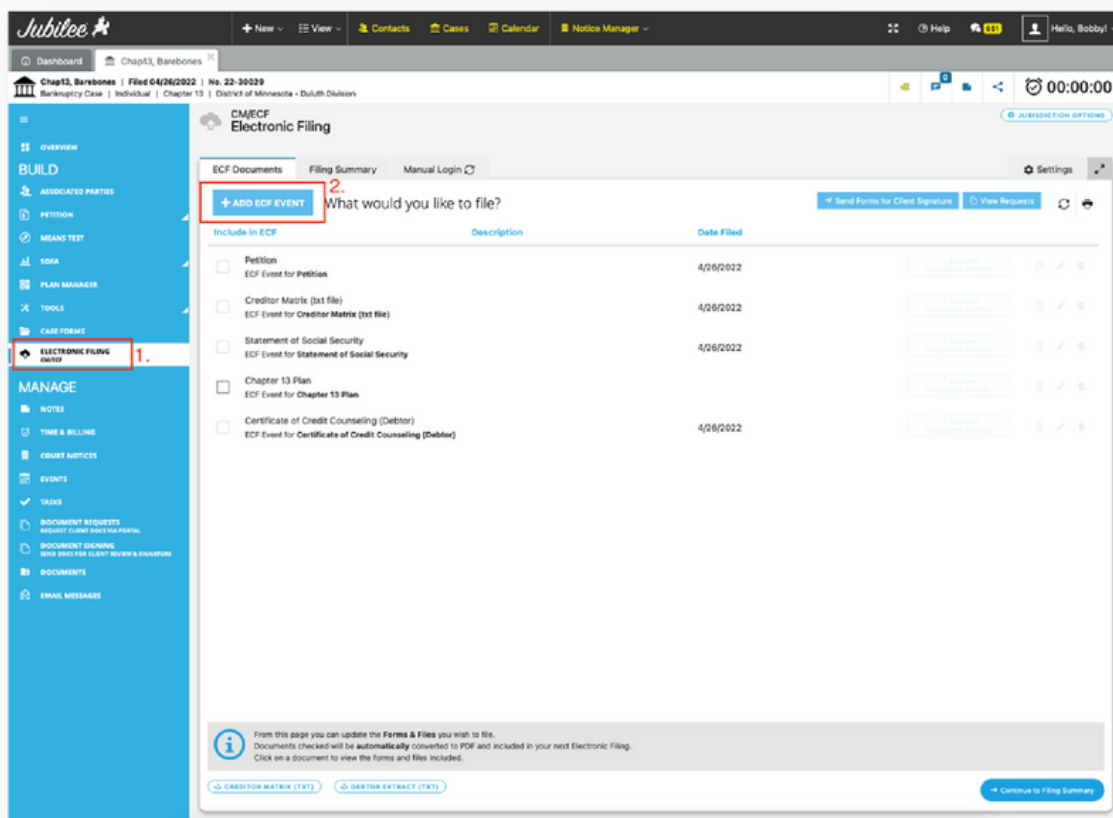 Jubilee
+ New
View
Contacts
Cases
Calendar
Notice Manager
Help
651
Hello, Bobby!
Dashboard
Chap13, Barebones
Chap13, Barebones | Filed 04/26/2022 | No. 22-30029
Bankruptcy Case | Individual | Chapter 13 | District of Minnesota - Duluth Division
0
00:00:00
CM/ECF
Electronic Filing
JURISDICTION OPTIONS
OVERVIEW
BUILD
ASSOCIATED PARTIES
PETITION
MEANS TEST
SOFA
PLAN MANAGER
TOOLS
CASE FORMS
ELECTRONIC FILING
CM/ECF
1.
MANAGE
NOTES
TIME & BILLING
COURT NOTICES
EVENTS
TASKS
DOCUMENT REQUESTS
REQUEST CLIENT DOCS VIA PORTAL
DOCUMENT SIGNING
SEND DOCS FOR CLIENT REVIEW & SIGNATURE
DOCUMENTS
EMAIL MESSAGES
ECF Documents
Filing Summary
Manual Login
Settings
2.
+ ADD ECF EVENT
What would you like to file?
Send Forms for Client Signature
View Requests
Include in ECF
Description
Date Filed
Petition
ECF Event for Petition
4/26/2022
Creditor Matrix (txt file)
ECF Event for Creditor Matrix (txt file)
4/26/2022
Statement of Social Security
ECF Event for Statement of Social Security
4/26/2022
Chapter 13 Plan
ECF Event for Chapter 13 Plan
Certificate of Credit Counseling (Debtor)
ECF Event for Certificate of Credit Counseling (Debtor)
4/26/2022
From this page you can update the Forms & Files you wish to file.
Documents checked will be automatically converted to PDF and included in your next Electronic Filing.
Click on a document to view the forms and files included.
CREDITOR MATRIX (TXT)
DEBTOR EXTRACT (TXT)
Continue to Filing Summary